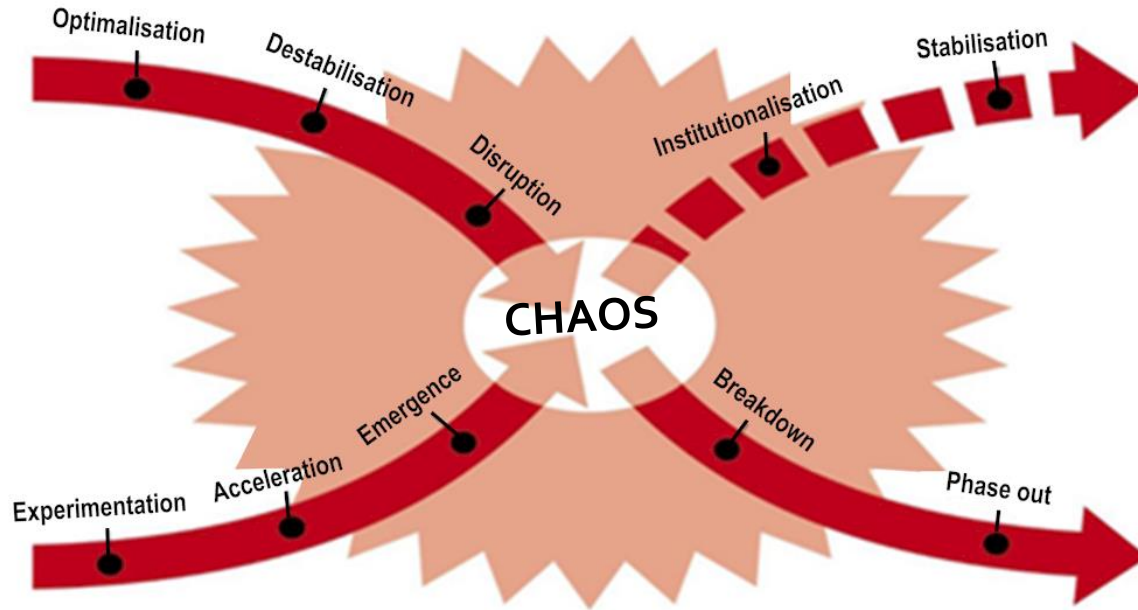 Optimalisation
Destabilisation
Disruption
Institutionalisation
Stabilisation
CHAOS
Experimentation
Acceleration
Emergence
Breakdown
Phase out